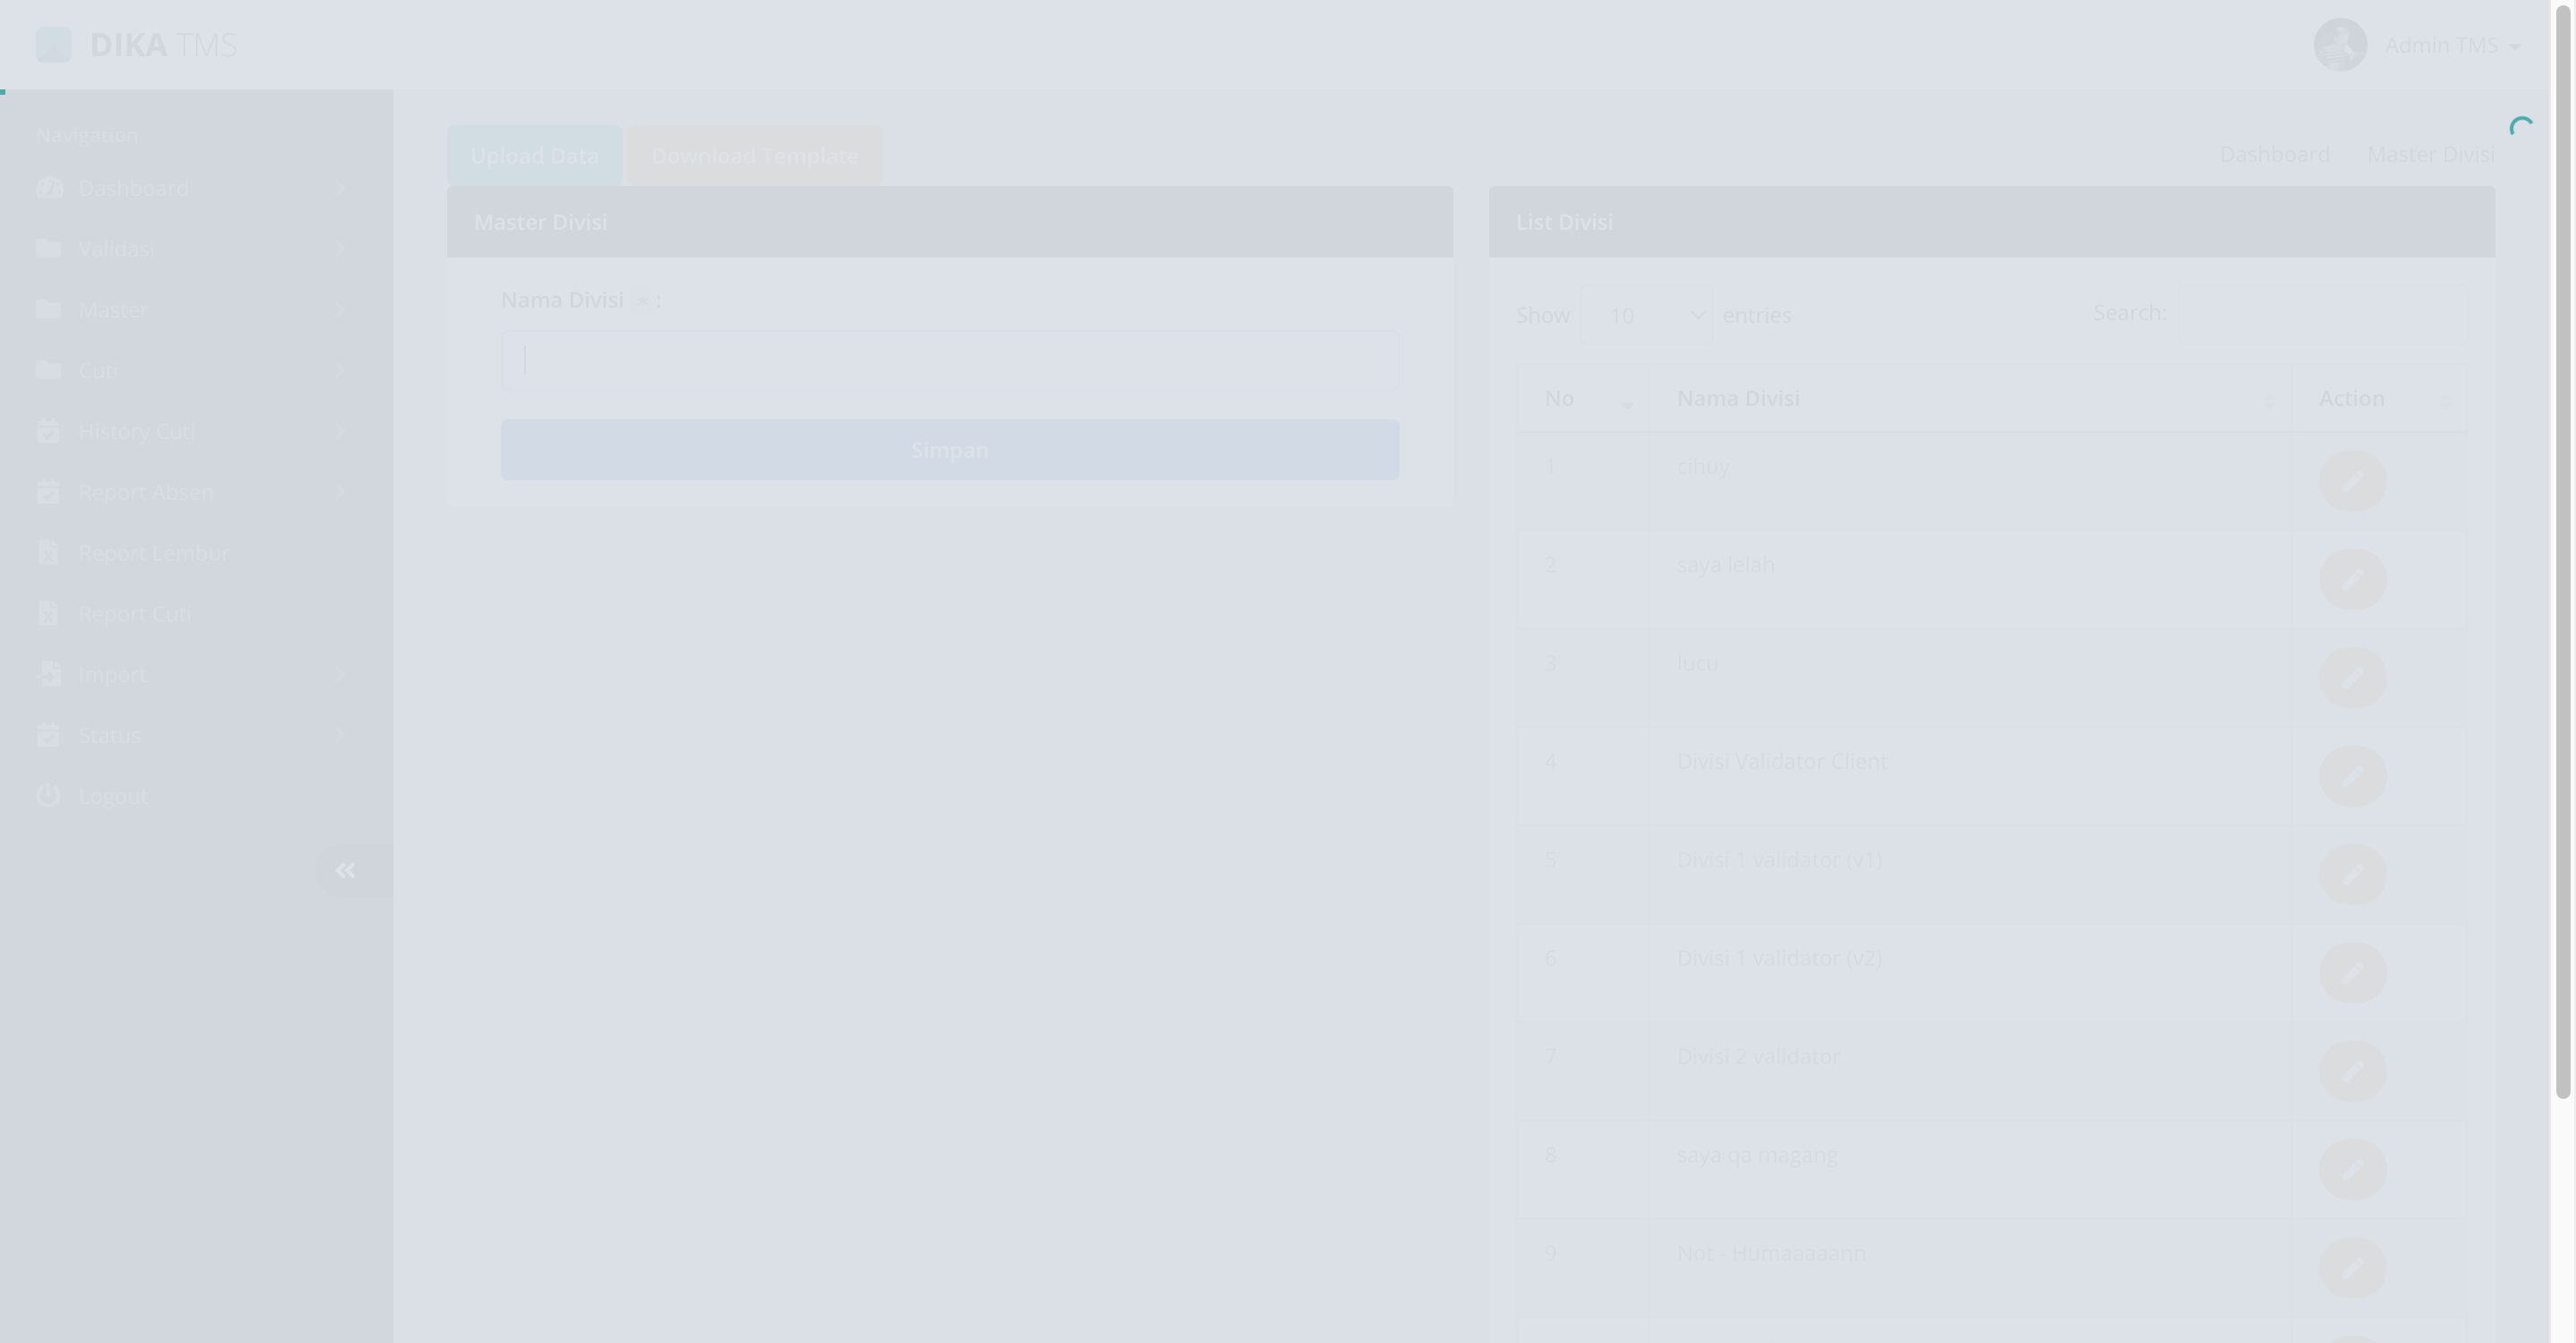 DIKA TMS
Admin TMS
Navigation
Dashboard
Validasi
Master
Cuti
History Cuti
Report Absen
Report Lembur
Report Cuti
Import
Status
Logout
Upload Data
Download Template
Dashboard
Master Divisi
Master Divisi
Nama Divisi * :
Simpan
List Divisi
Show 10 entries
Search:
No Nama Divisi Action
1 cihuy
2 saya lelah
3 lucu
4 Divisi Validator Client
5 Divisi 1 validator (v1)
6 Divisi 1 validator (v2)
7 Divisi 2 validator
8 saya qa magang
9 Not - Humaaaaann